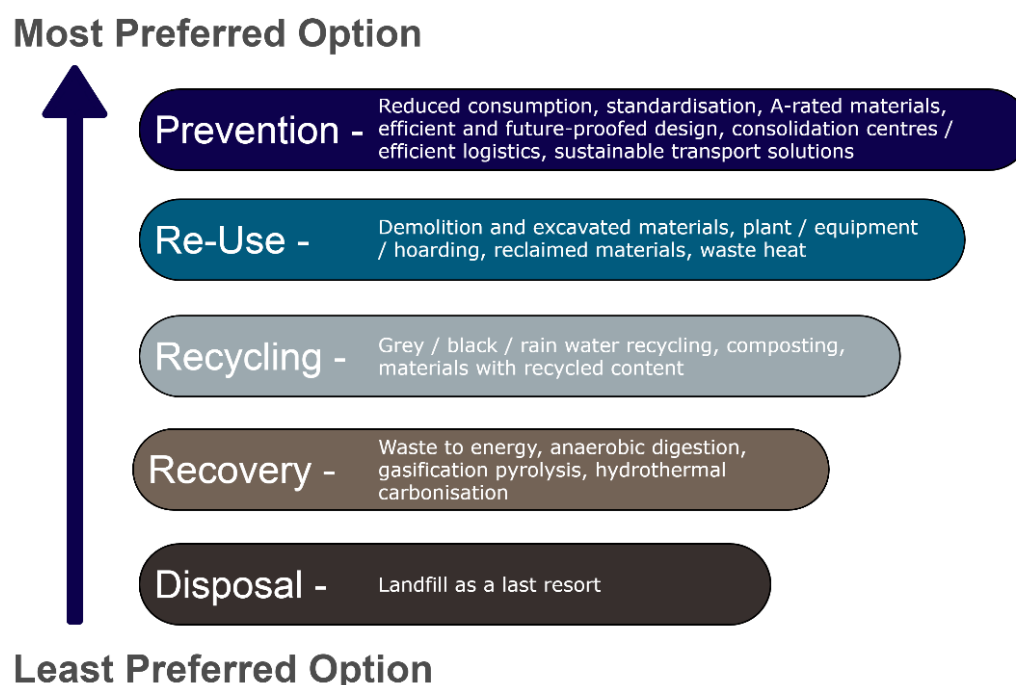 Most Preferred Option
Prevention -
Reduced consumption, standardisation, A-rated materials,
efficient and future-proofed design, consolidation centres /
efficient logistics, sustainable transport solutions
Re-Use -
Demolition and excavated materials, plant / equipment
/ hoarding, reclaimed materials, waste heat
Recycling -
Grey / black / rain water recycling, composting,
materials with recycled content
Recovery -
Waste to energy, anaerobic digestion,
gasification pyrolysis, hydrothermal
carbonisation
Disposal -
Landfill as a last resort
Least Preferred Option